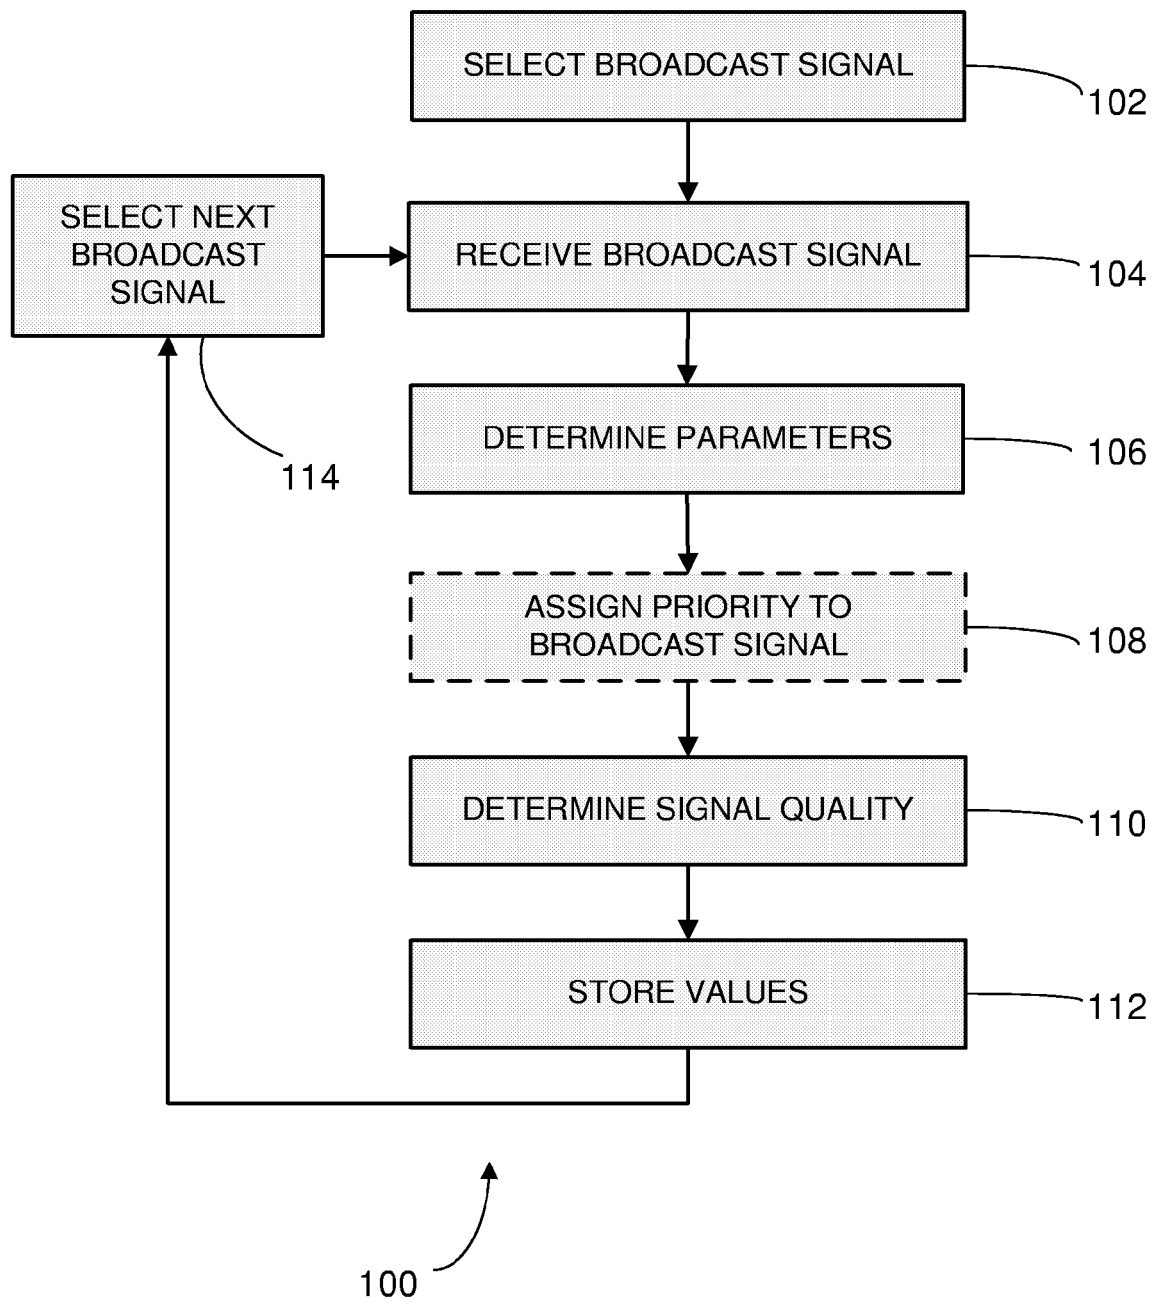 SELECT BROADCAST SIGNAL
102
SELECT NEXT
BROADCAST
SIGNAL
114
RECEIVE BROADCAST SIGNAL
104
DETERMINE PARAMETERS
106
ASSIGN PRIORITY TO
BROADCAST SIGNAL
108
DETERMINE SIGNAL QUALITY
110
STORE VALUES
112
100